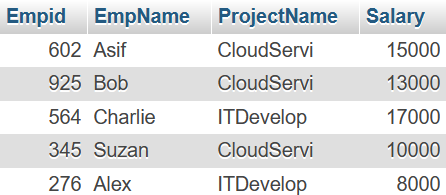 Empid EmpName ProjectName Salary
602 Asif CloudServi 15000
925 Bob CloudServi 13000
564 Charlie ITDevelop 17000
345 Suzan CloudServi 10000
276 Alex ITDevelop 8000